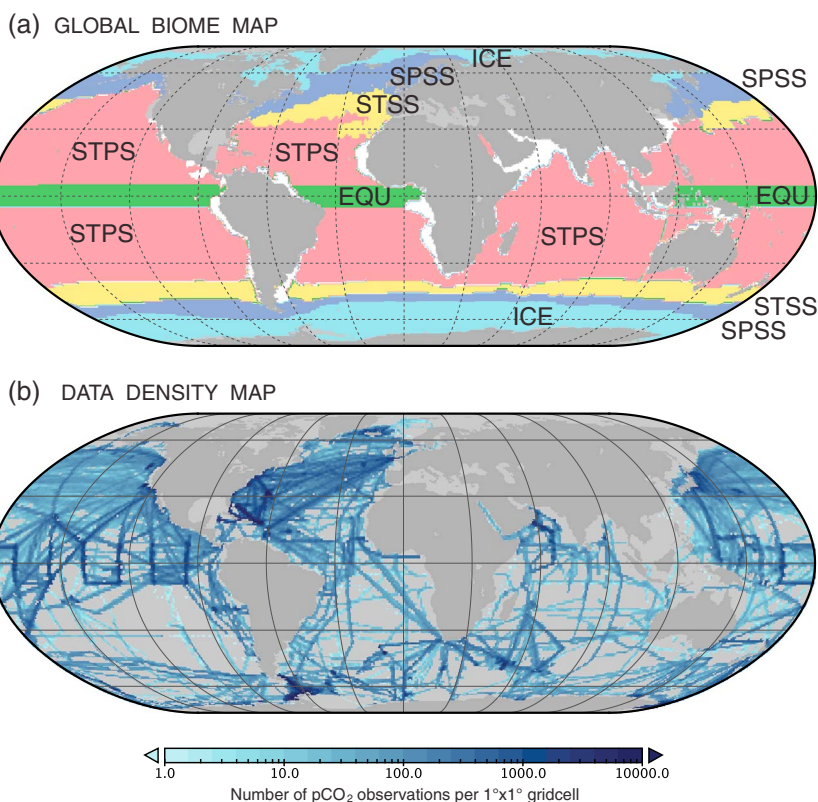 (a) GLOBAL BIOME MAP
ICE
SPSS
SPSS
STSS
STPS
STPS
EQU
EQU
STPS
STPS
ICE
STSS
SPSS
(b) DATA DENSITY MAP
1.0 10.0 100.0 1000.0 10000.0
Number of pCO₂ observations per 1°x1° gridcell